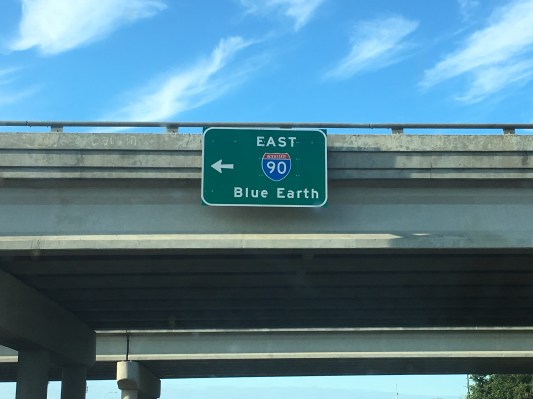 EAST
INTERSTATE
90
Blue Earth